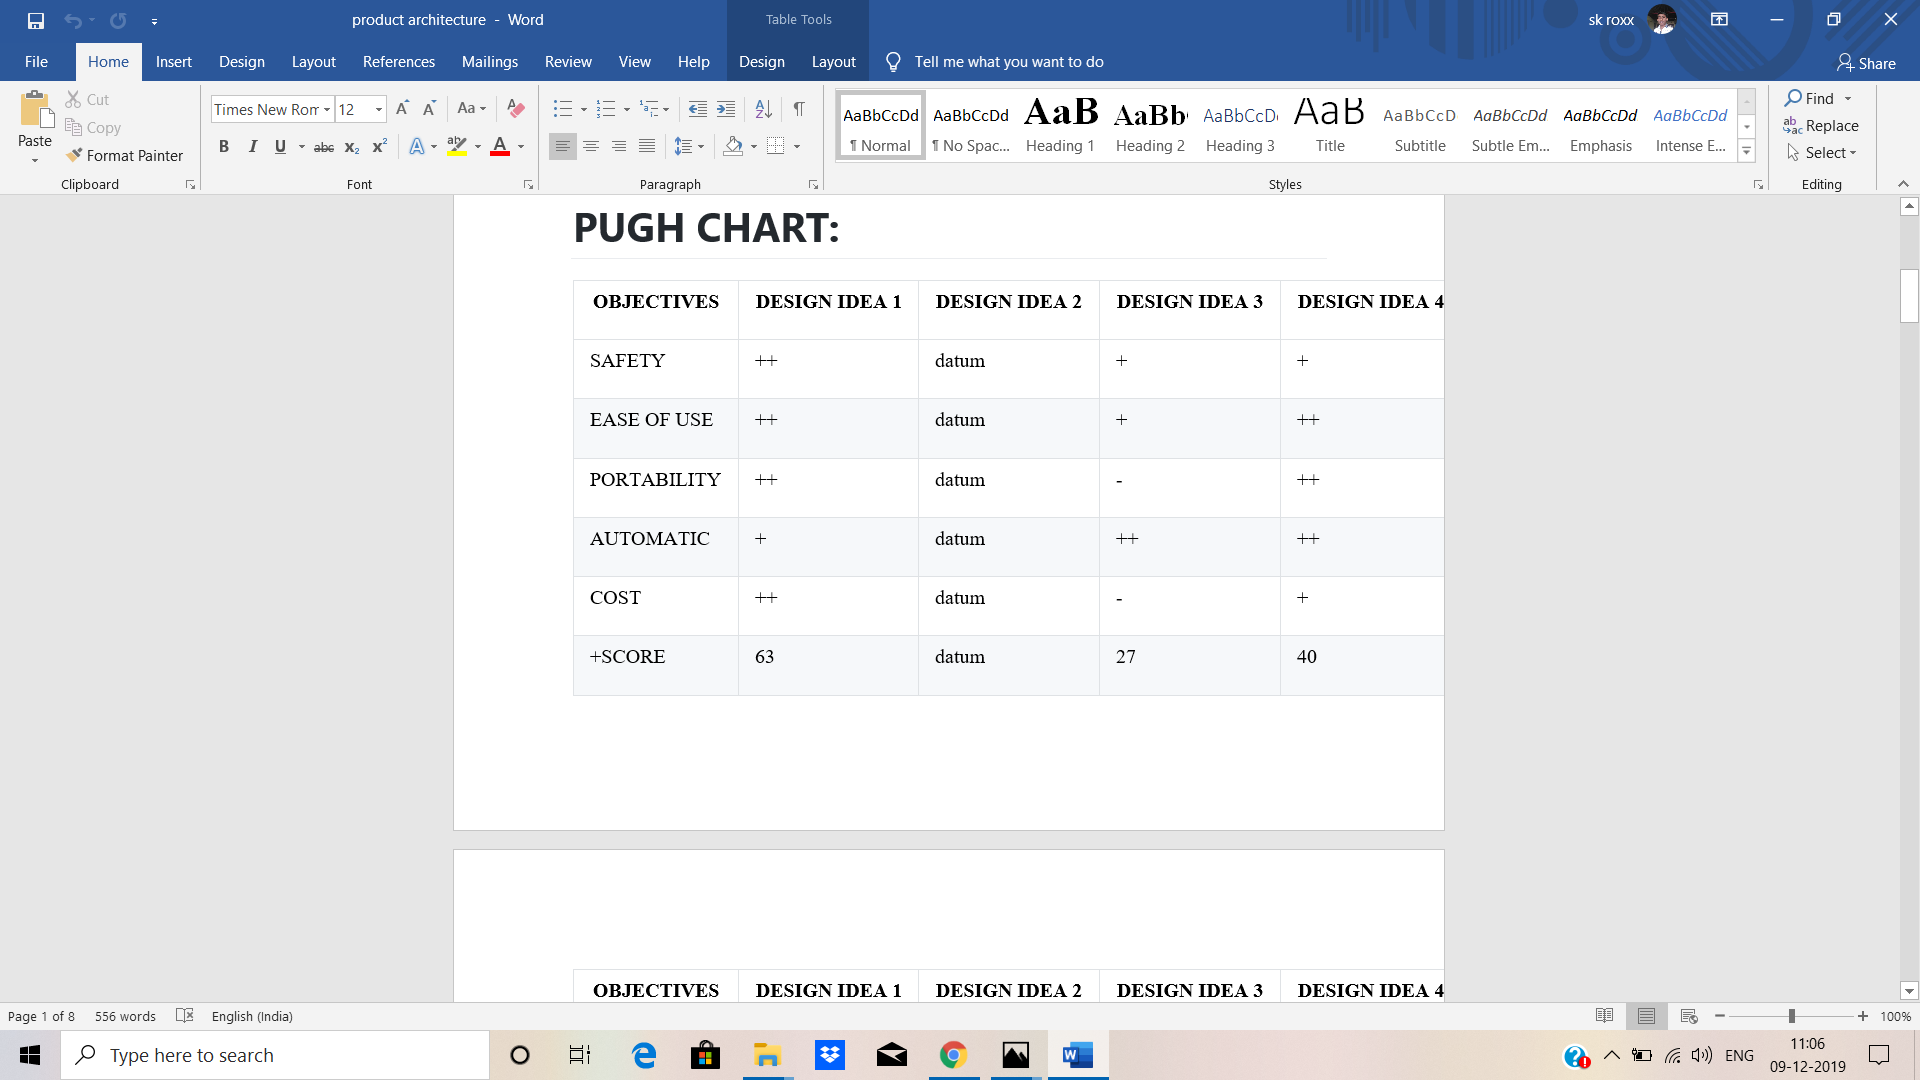 product architecture - Word
Table Tools
sk roxx
File Home Insert Design Layout References Mailings Review View Help Design Layout Tell me what you want to do Share
Paste
Cut
Copy
Format Painter
Clipboard
Times New Ror 12
Aa
B I U abc x₂ x²
Font
Paragraph
AaBbCcDd AaBbCcDd AaB AaBb AaBbCcD AaB AaBbCcD AaBbCcDd AaBbCcDd AaBbCcDd
¶ Normal ¶ No Spac... Heading 1 Heading 2 Heading 3 Title Subtitle Subtle Em... Emphasis Intense E...
Styles
Find
Replace
Select
Editing
PUGH CHART:
OBJECTIVES DESIGN IDEA 1 DESIGN IDEA 2 DESIGN IDEA 3 DESIGN IDEA 4
SAFETY ++ datum + +
EASE OF USE ++ datum + ++
PORTABILITY ++ datum - ++
AUTOMATIC + datum ++ ++
COST ++ datum - +
+SCORE 63 datum 27 40
OBJECTIVES DESIGN IDEA 1 DESIGN IDEA 2 DESIGN IDEA 3 DESIGN IDEA 4
Page 1 of 8 556 words English (India) 100%
Type here to search
ENG
11:06
09-12-2019